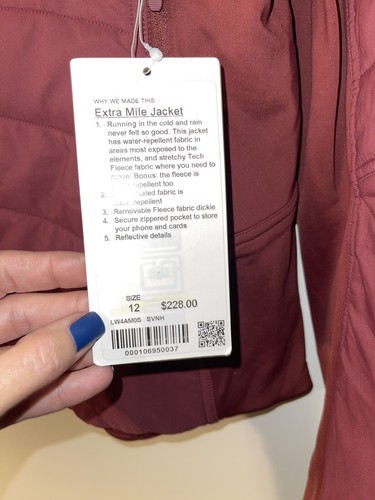 WHY WE MADE THIS
Extra Mile Jacket
1. Running in the cold and rain
never felt so good. This jacket
has water-repellent fabric in
areas most exposed to the
elements, and stretchy Tech
Fleece fabric where you need to
Bonus: the fleece is
repellent too
2. fabric is
repellent
3. Removable Fleece fabric dickie
4. Secure zippered pocket to store
your phone and cards
5. Reflective details
SIZE
12 $228.00
LW4AM0S SVNH
000106950037